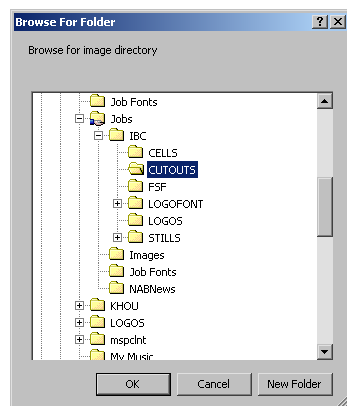 Browse For Folder
Browse for image directory
Job Fonts
Jobs
IBC
CELLS
CUTOUTS
FSF
LOGOFONT
LOGOS
STILLS
Images
Job Fonts
NABNews
KHOU
LOGOS
mspclnt
My Music
OK Cancel New Folder